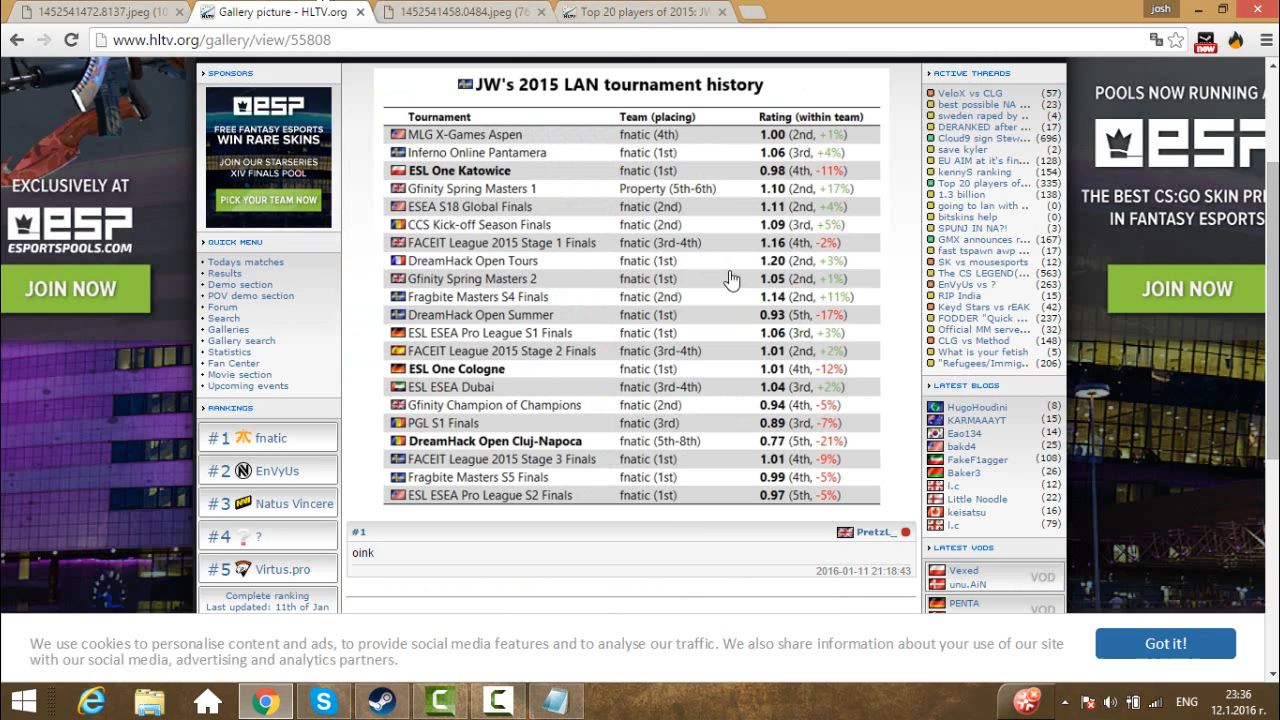 1452541472.8137.jpeg (10
Gallery picture - HLTV.org
1452541458.0484.jpeg (76
Top 20 players of 2015: JW
josh
www.hltv.org/gallery/view/55808
now
EXCLUSIVELY AT
ESP
ESPORTSPOOLS.COM
JOIN NOW
SPONSORS
ESP
FREE FANTASY ESPORTS
WIN RARE SKINS
JOIN OUR STARSERIES
XIV FINALS POOL
PICK YOUR TEAM NOW
QUICK MENU
Todays matches
Results
Demo section
POV demo section
Forum
Search
Galleries
Gallery search
Statistics
Fan Center
Movie section
Upcoming events
RANKINGS
#1 fnatic
#2 EnVyUs
#3 Natus Vincere
#4 ?
#5 Virtus.pro
Complete ranking
Last updated: 11th of Jan
JW's 2015 LAN tournament history
Tournament Team (placing) Rating (within team)
MLG X-Games Aspen fnatic (4th) 1.00 (2nd, +1%)
Inferno Online Pantamera fnatic (1st) 1.06 (3rd, +4%)
ESL One Katowice fnatic (1st) 0.98 (4th, -11%)
Gfinity Spring Masters 1 Property (5th-6th) 1.10 (2nd, +17%)
ESEA S18 Global Finals fnatic (2nd) 1.11 (2nd, +4%)
CCS Kick-off Season Finals fnatic (2nd) 1.09 (3rd, +5%)
FACEIT League 2015 Stage 1 Finals fnatic (3rd-4th) 1.16 (4th, -2%)
DreamHack Open Tours fnatic (1st) 1.20 (2nd, +3%)
Gfinity Spring Masters 2 fnatic (1st) 1.05 (2nd, +1%)
Fragbite Masters S4 Finals fnatic (2nd) 1.14 (2nd, +11%)
DreamHack Open Summer fnatic (1st) 0.93 (5th, -17%)
ESL ESEA Pro League S1 Finals fnatic (1st) 1.06 (3rd, +3%)
FACEIT League 2015 Stage 2 Finals fnatic (3rd-4th) 1.01 (2nd, +2%)
ESL One Cologne fnatic (1st) 1.01 (4th, -12%)
ESL ESEA Dubai fnatic (3rd-4th) 1.04 (3rd, +2%)
Gfinity Champion of Champions fnatic (2nd) 0.94 (4th, -5%)
PGL S1 Finals fnatic (3rd) 0.89 (3rd, -7%)
DreamHack Open Cluj-Napoca fnatic (5th-8th) 0.77 (5th, -21%)
FACEIT League 2015 Stage 3 Finals fnatic (1st) 1.01 (4th, -9%)
Fragbite Masters S5 Finals fnatic (1st) 0.99 (4th, -5%)
ESL ESEA Pro League S2 Finals fnatic (1st) 0.97 (5th, -5%)
#1 PretzL_
oink
2016-01-11 21:18:43
ACTIVE THREADS
VeloX vs CLG (57)
best possible NA ... (23)
sweden raped by ... (4)
DERANKED after ... (17)
Cloud9 sign Stew... (696)
save kyler (2)
EU AIM at it's fin... (128)
kennyS ranking (154)
Top 20 players of... (335)
1.3 billion (206)
going to lan with ... (0)
bitskins help (0)
SPUNJ IN NA?! (3)
GMX announces r... (167)
fast tspawn awp ... (24)
SK vs mousesports (32)
The CS LEGEND(... (563)
EnVyUs vs ? (263)
RIP India (15)
Keyd Stars vs rEAK (42)
FODDER "Quick ... (64)
Official MM serve... (32)
CLG vs Method (148)
What is your fetish (5)
"Refugees/Immig... (206)
LATEST BLOGS
HugoHoudini (8)
KARMAAAYT (15)
Eao134 (14)
bakd4 (25)
FakeF1agger (108)
Baker3 (26)
l.c (12)
Little Noodle (22)
keisatsu (16)
l.c (79)
LATEST VODS
Vexed
unu.AiN
VOD
PENTA
VOD
POOLS NOW RUNNING A
ESP
THE BEST CS:GO SKIN PRI
IN FANTASY ESPORTS
JOIN NOW
We use cookies to personalise content and ads, to provide social media features and to analyse our traffic. We also share information about your use of our site
with our social media, advertising and analytics partners.
Got it!
ENG
23:36
12.1.2016 г.